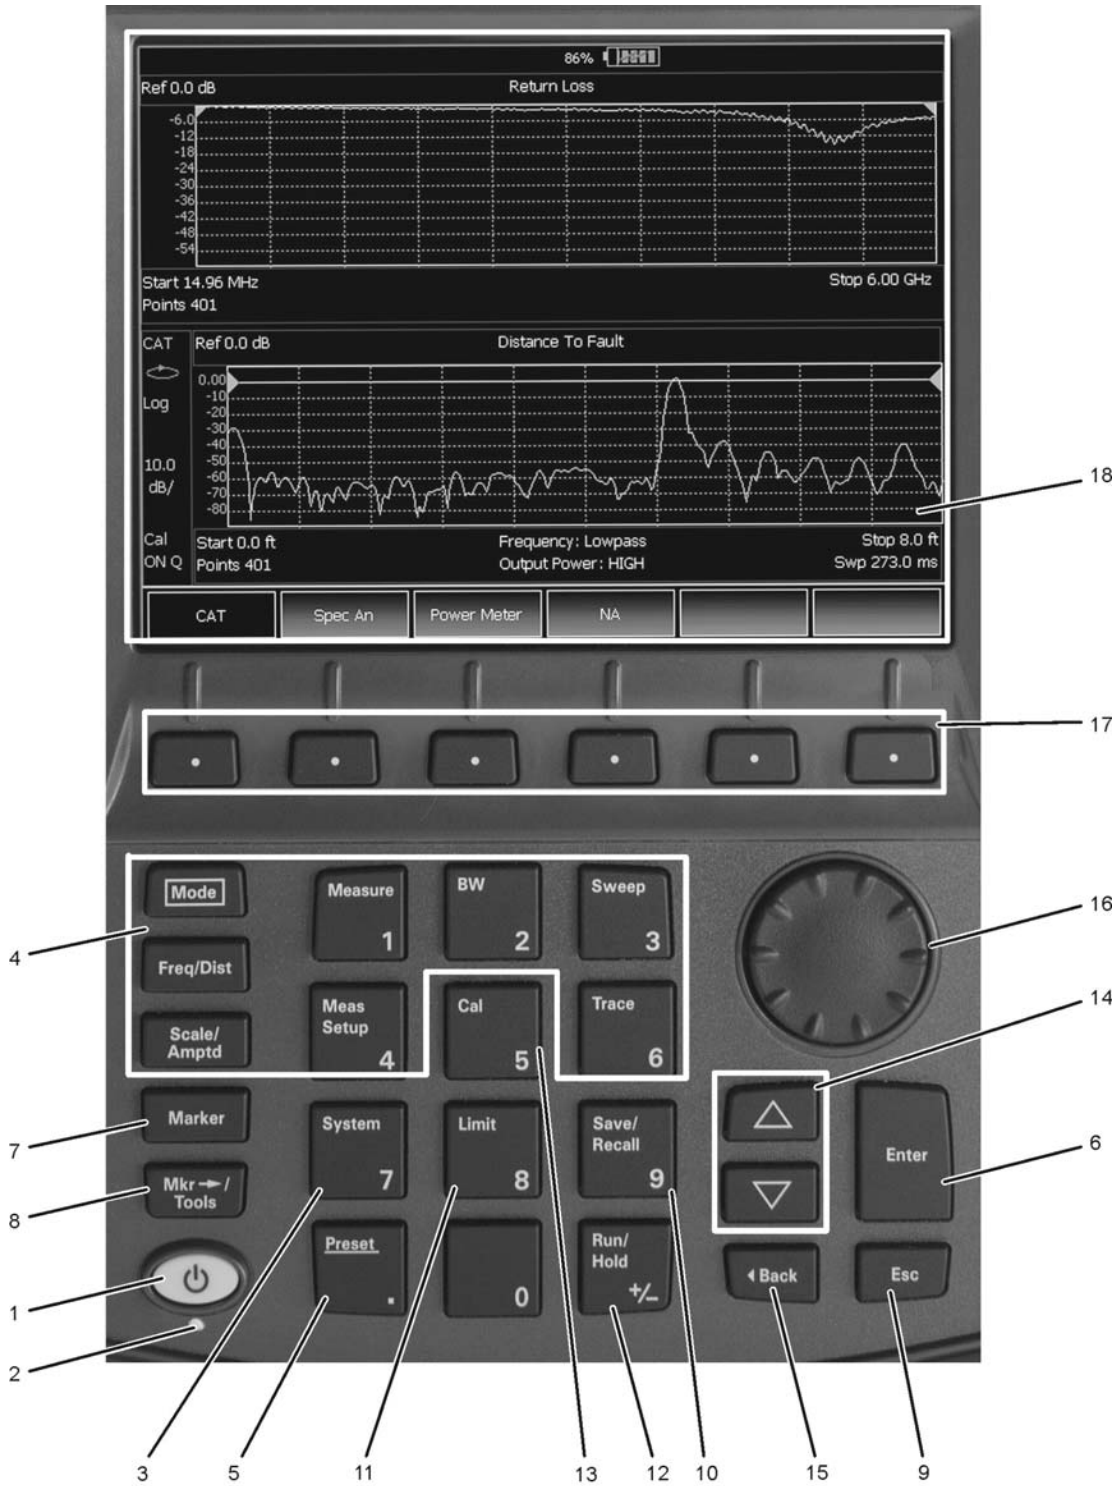 86%
Ref 0.0 dB
Return Loss
-6.0
-12
-18
-24
-30
-36
-42
-48
-54
Start 14.96 MHz
Stop 6.00 GHz
Points 401
CAT
Ref 0.0 dB
Distance To Fault
Log
10.0
dB/
Cal
ON Q
0.00
-10
-20
-30
-40
-50
-60
-70
-80
Start 0.0 ft
Frequency: Lowpass
Stop 8.0 ft
Points 401
Output Power: HIGH
Swp 273.0 ms
CAT
Spec An
Power Meter
NA
18
17
Mode
Measure
1
BW
2
Sweep
3
16
4
Freq/Dist
14
Scale/
Amptd
Meas
Setup
4
Cal
5
Trace
6
Marker
System
7
Limit
8
Save/
Recall
9
Enter
6
7
Mkr → /
Tools
8
Preset
.
0
Run/
Hold
+/−
Back
Esc
1
2
3
5
11
13
12
10
15
9